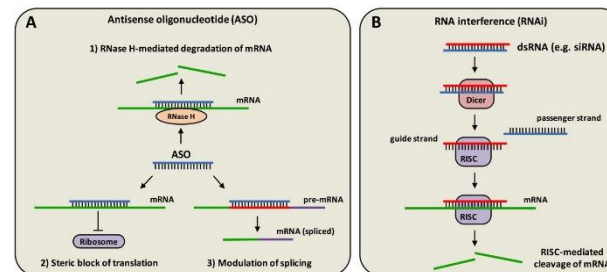 A
Antisense oligonucleotide (ASO)
1) RNase H-mediated degradation of mRNA
mRNA
RNase H
ASO
mRNA
pre-mRNA
Ribosome
mRNA (spliced)
2) Steric block of translation
3) Modulation of splicing
B
RNA interference (RNAi)
dsRNA (e.g. siRNA)
Dicer
passenger strand
guide strand
RISC
mRNA
RISC
RISC-mediated
cleavage of mRNA